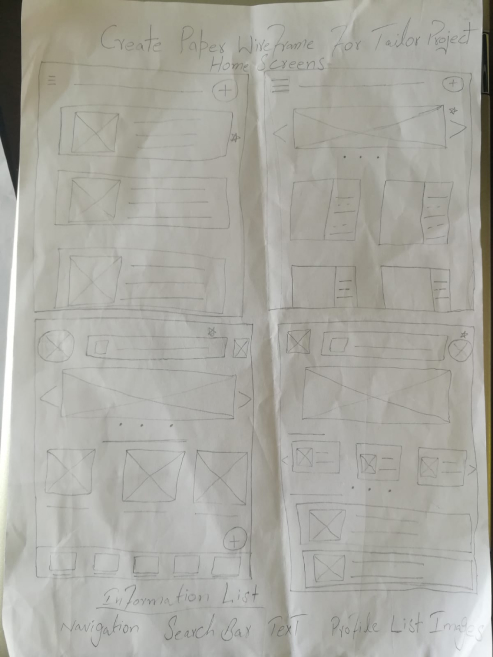 Create Paper Wireframe For Tailor Project
Home Screens
Information List
Navigation Search Bar Text Profile List Images